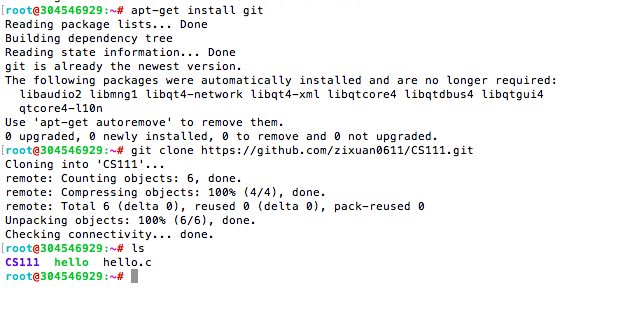 [root@304546929:~# apt-get install git
Reading package lists... Done
Building dependency tree
Reading state information... Done
git is already the newest version.
The following packages were automatically installed and are no longer required:
  libaudio2 libmng1 libqt4-network libqt4-xml libqtcore4 libqtdbus4 libqtgui4
  qtcore4-l10n
Use 'apt-get autoremove' to remove them.
0 upgraded, 0 newly installed, 0 to remove and 0 not upgraded.
[root@304546929:~# git clone https://github.com/zixuan0611/CS111.git
Cloning into 'CS111'...
remote: Counting objects: 6, done.
remote: Compressing objects: 100% (4/4), done.
remote: Total 6 (delta 0), reused 0 (delta 0), pack-reused 0
Unpacking objects: 100% (6/6), done.
Checking connectivity... done.
[root@304546929:~# ls
CS111  hello  hello.c
root@304546929:~#